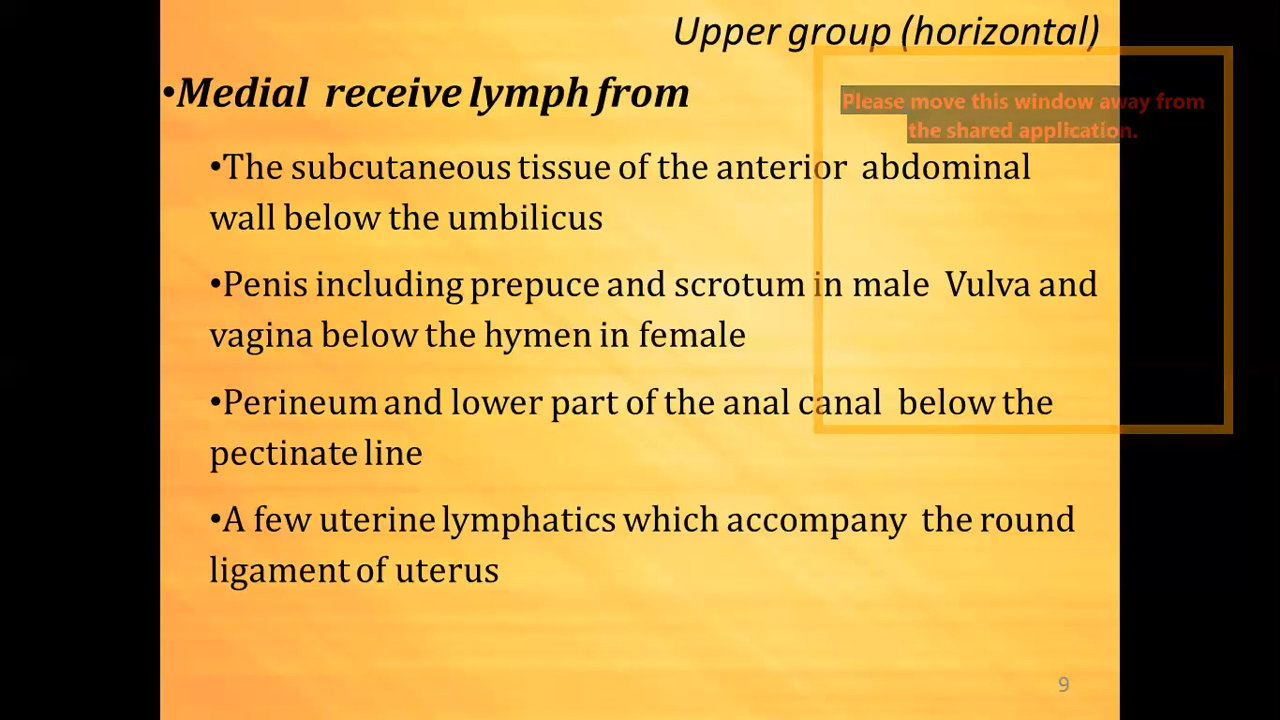 Upper group (horizontal)
•Medial receive lymph from
Please move this window away from
the shared application.
•The subcutaneous tissue of the anterior abdominal
wall below the umbilicus
•Penis including prepuce and scrotum in male Vulva and
vagina below the hymen in female
•Perineum and lower part of the anal canal below the
pectinate line
•A few uterine lymphatics which accompany the round
ligament of uterus
9